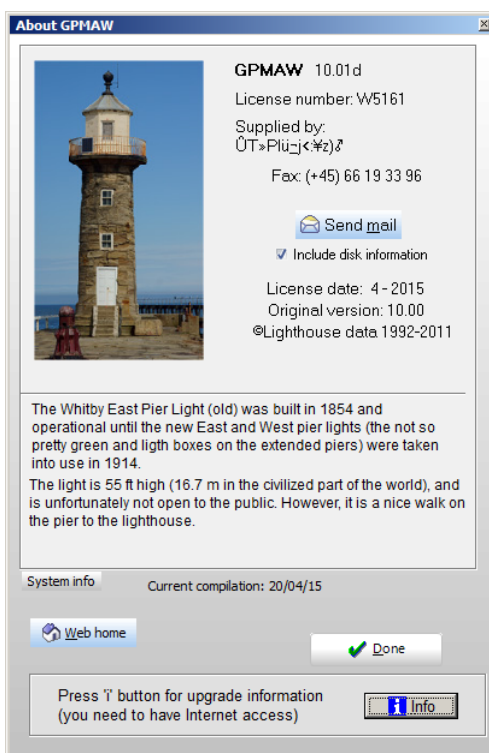 About GPMAW
GPMAW 10.01d
License number: W5161
Supplied by:
ÛT»Plü¬j<:¥z)♂
Fax: (+45) 66 19 33 96
Send mail
Include disk information
License date: 4 - 2015
Original version: 10.00
©Lighthouse data 1992-2011
The Whitby East Pier Light (old) was built in 1854 and
operational until the new East and West pier lights (the not so
pretty green and ligth boxes on the extended piers) were taken
into use in 1914.
The light is 55 ft high (16.7 m in the civilized part of the world), and
is unfortunately not open to the public. However, it is a nice walk on
the pier to the lighthouse.
System info
Current compilation: 20/04/15
Web home
Done
Press 'i' button for upgrade information
(you need to have Internet access)
i Info